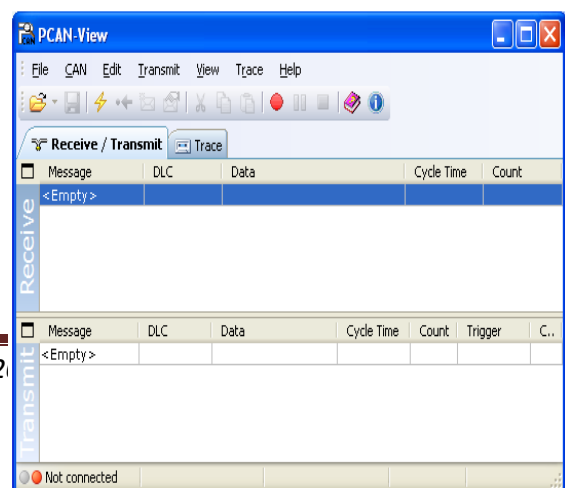 PCAN-View
File CAN Edit Transmit View Trace Help
Receive / Transmit Trace
Message DLC Data Cycle Time Count
<Empty>
Receive
Message DLC Data Cycle Time Count Trigger C..
<Empty>
Transmit
Not connected